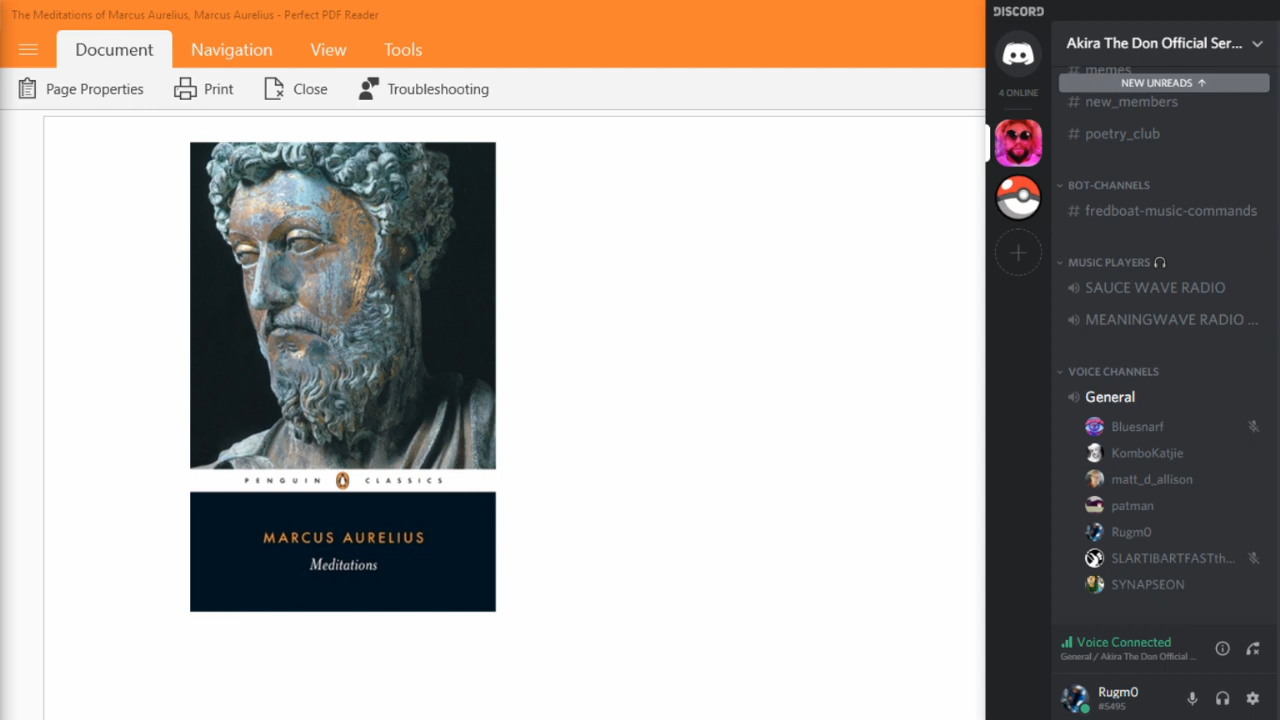 The Meditations of Marcus Aurelius, Marcus Aurelius - Perfect PDF Reader
Document Navigation View Tools
Page Properties Print Close Troubleshooting
PENGUIN CLASSICS
MARCUS AURELIUS
Meditations
DISCORD
4 ONLINE
Akira The Don Official Ser...
# memes
NEW UNREADS ↑
# new_members
# poetry_club
BOT-CHANNELS
# fredboat-music-commands
MUSIC PLAYERS 🎧
SAUCE WAVE RADIO
MEANINGWAVE RADIO ...
VOICE CHANNELS
General
Bluesnarf
KomboKatjie
matt_d_allison
patman
Rugm0
SLARTIBARTFASTth...
SYNAPSEON
Voice Connected
General / Akira The Don Official ...
Rugm0
#5495